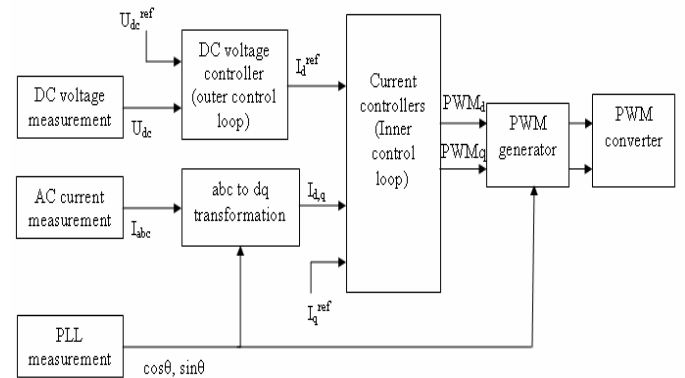 U_dc^ref
DC voltage
controller
(outer control
loop)
I_d^ref
DC voltage
measurement
U_dc
Current
controllers
(Inner
control
loop)
PWM_d
PWMq
PWM
generator
PWM
converter
AC current
measurement
I_abc
abc to dq
transformation
I_d,q
I_q^ref
PLL
measurement
cosθ, sinθ